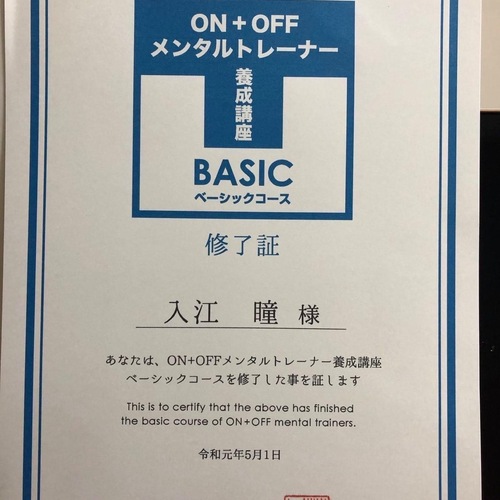 ON+OFF
メンタルトレーナー
養成講座
BASIC
ベーシックコース
修了証
入江 瞳 様
あなたは、ON+OFFメンタルトレーナー養成講座
ベーシックコースを修了した事を証します
This is to certify that the above has finished
the basic course of ON+OFF mental trainers.
令和元年5月1日